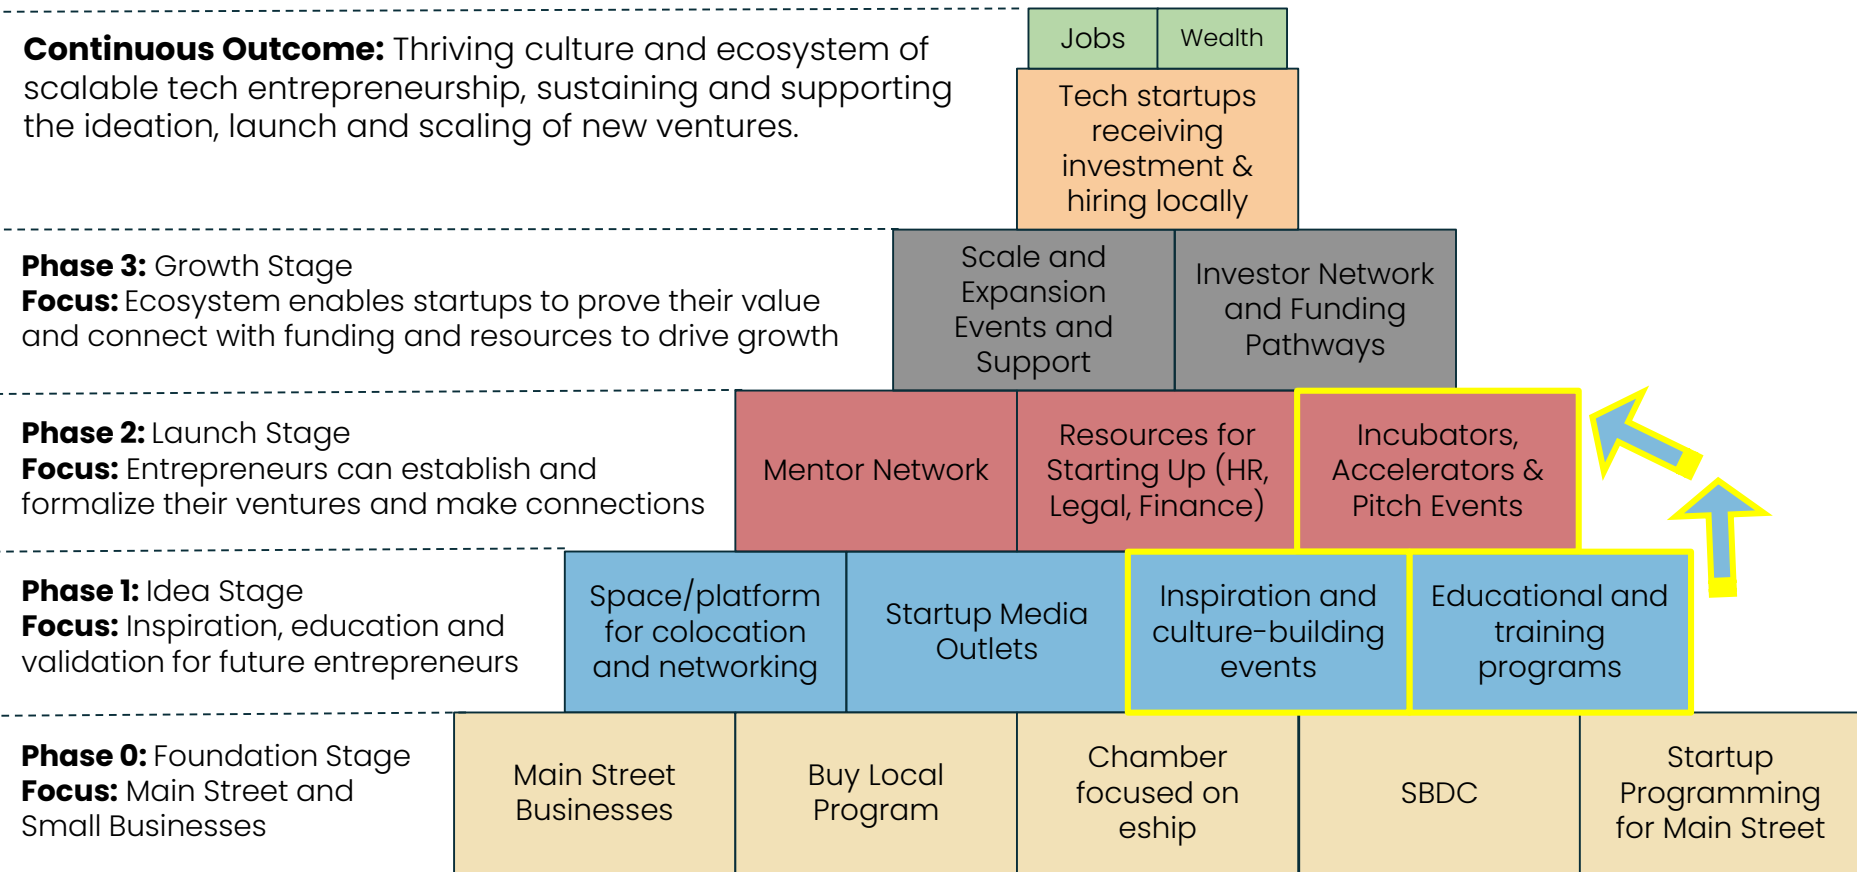 Continuous Outcome: Thriving culture and ecosystem of
scalable tech entrepreneurship, sustaining and supporting
the ideation, launch and scaling of new ventures.
Jobs
Wealth
Tech startups
receiving
investment &
hiring locally
Phase 3: Growth Stage
Focus: Ecosystem enables startups to prove their value
and connect with funding and resources to drive growth
Scale and
Expansion
Events and
Support
Investor Network
and Funding
Pathways
Phase 2: Launch Stage
Focus: Entrepreneurs can establish and
formalize their ventures and make connections
Mentor Network
Resources for
Starting Up (HR,
Legal, Finance)
Incubators,
Accelerators &
Pitch Events
Phase 1: Idea Stage
Focus: Inspiration, education and
validation for future entrepreneurs
Space/platform
for colocation
and networking
Startup Media
Outlets
Inspiration and
culture-building
events
Educational and
training
programs
Phase 0: Foundation Stage
Focus: Main Street and
Small Businesses
Main Street
Businesses
Buy Local
Program
Chamber
focused on
eship
SBDC
Startup
Programming
for Main Street